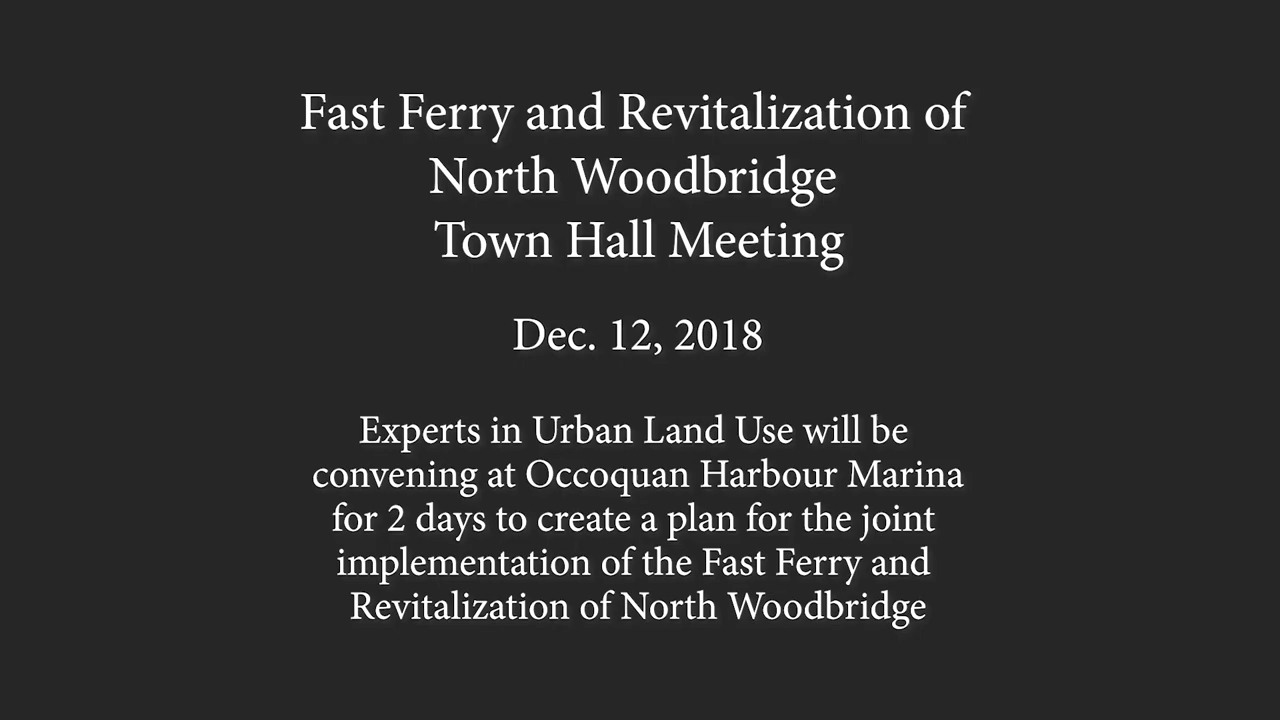 Fast Ferry and Revitalization of
North Woodbridge
Town Hall Meeting
Dec. 12, 2018
Experts in Urban Land Use will be
convening at Occoquan Harbour Marina
for 2 days to create a plan for the joint
implementation of the Fast Ferry and
Revitalization of North Woodbridge